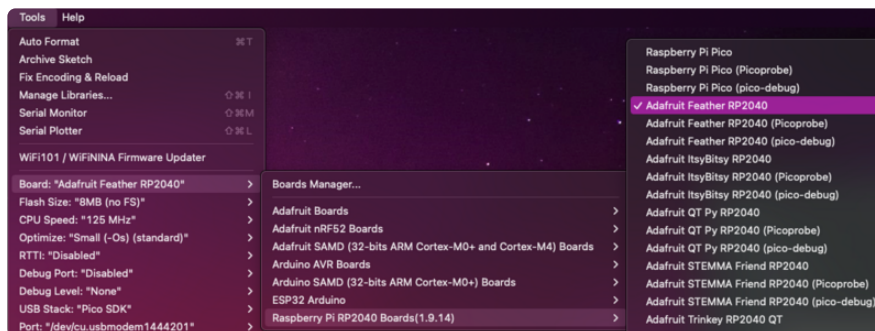 Tools Help
Auto Format ⌘T
Archive Sketch
Fix Encoding & Reload
Manage Libraries... ⇧⌘I
Serial Monitor ⇧⌘M
Serial Plotter ⇧⌘L
WiFi101 / WiFiNINA Firmware Updater
Board: "Adafruit Feather RP2040" >
Flash Size: "8MB (no FS)" >
CPU Speed: "125 MHz" >
Optimize: "Small (-Os) (standard)" >
RTTI: "Disabled" >
Debug Port: "Disabled" >
Debug Level: "None" >
USB Stack: "Pico SDK" >
Port: "/dev/cu.usbmodem1444201" >
Boards Manager...
Adafruit Boards >
Adafruit nRF52 Boards >
Adafruit SAMD (32-bits ARM Cortex-M0+ and Cortex-M4) Boards >
Arduino AVR Boards >
Arduino SAMD (32-bits ARM Cortex-M0+) Boards >
ESP32 Arduino >
Raspberry Pi RP2040 Boards(1.9.14) >
Raspberry Pi Pico
Raspberry Pi Pico (Picoprobe)
Raspberry Pi Pico (pico-debug)
✓ Adafruit Feather RP2040
Adafruit Feather RP2040 (Picoprobe)
Adafruit Feather RP2040 (pico-debug)
Adafruit ItsyBitsy RP2040
Adafruit ItsyBitsy RP2040 (Picoprobe)
Adafruit ItsyBitsy RP2040 (pico-debug)
Adafruit QT Py RP2040
Adafruit QT Py RP2040 (Picoprobe)
Adafruit QT Py RP2040 (pico-debug)
Adafruit STEMMA Friend RP2040
Adafruit STEMMA Friend RP2040 (Picoprobe)
Adafruit STEMMA Friend RP2040 (pico-debug)
Adafruit Trinkey RP2040 QT